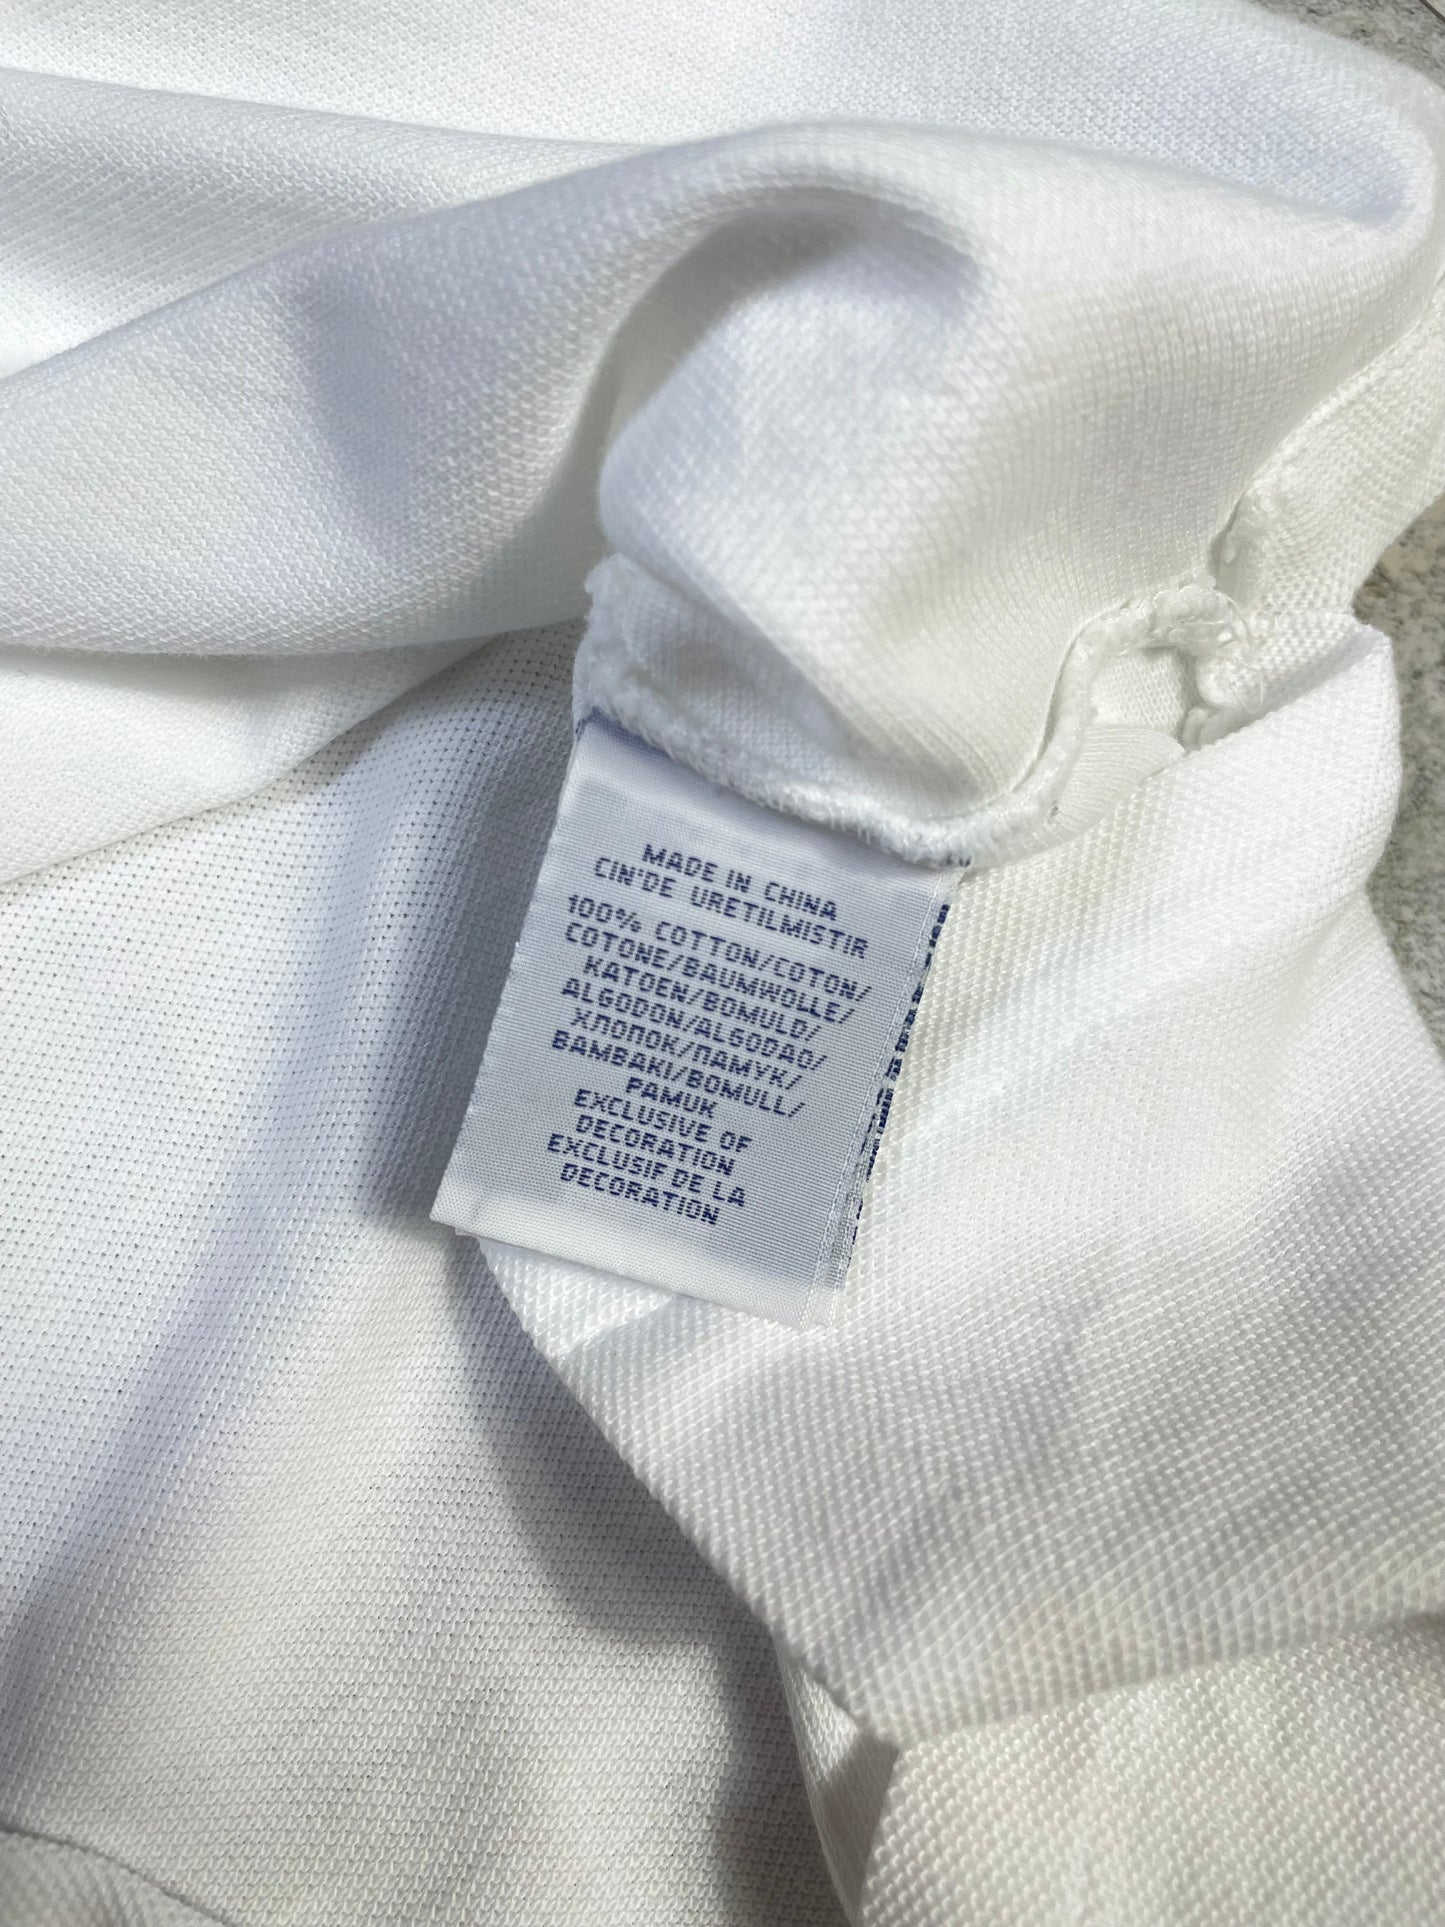 MADE IN CHINA
CIN'DE URETILMISTIR
100% COTTON/COTON/
COTONE/BAUMWOLLE/
KATOEN/BOMULD/
ALGODON/ALGODAO/
ХЛОПОК/ПАМУК/
BAMBAKI/BOMULL/
PAMUK
EXCLUSIVE OF
DECORATION
EXCLUSIF DE LA
DECORATION